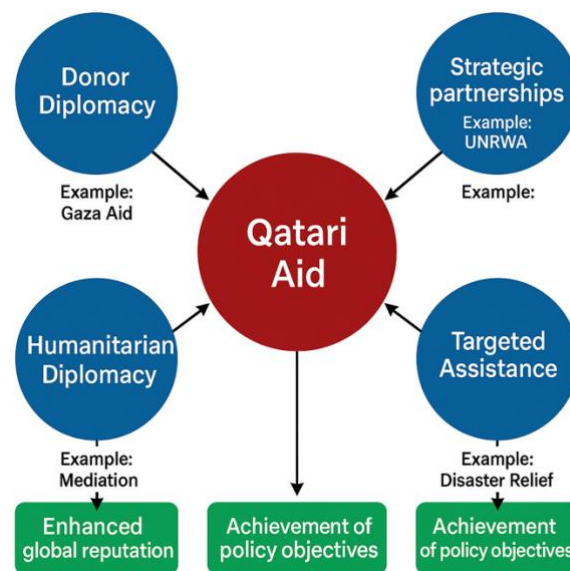 Donor
Diplomacy
Example:
Gaza Aid
Strategic
partnerships
Example:
UNRWA
Example:
Qatari
Aid
Humanitarian
Diplomacy
Example:
Mediation
Targeted
Assistance
Example:
Disaster Relief
Enhanced
global reputation
Achievement of
policy objectives
Achievement
of policy objectives